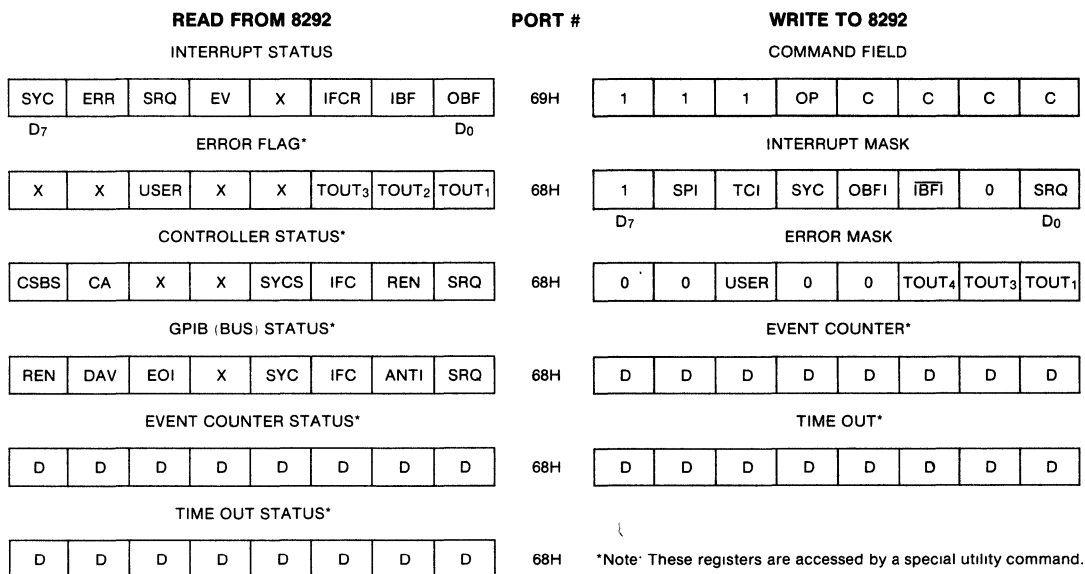 READ FROM 8292 PORT # WRITE TO 8292
INTERRUPT STATUS COMMAND FIELD
SYC ERR SRQ EV X IFCR IBF OBF 69H 1 1 1 OP C C C C
D7 D0
ERROR FLAG* INTERRUPT MASK
X X USER X X TOUT3 TOUT2 TOUT1 68H 1 SPI TCI SYC OBFI IBFI 0 SRQ
D7 D0
CONTROLLER STATUS* ERROR MASK
CSBS CA X X SYCS IFC REN SRQ 68H 0 0 USER 0 0 TOUT4 TOUT3 TOUT1
GPIB (BUS) STATUS* EVENT COUNTER*
REN DAV EOI X SYC IFC ANTI SRQ 68H D D D D D D D D
EVENT COUNTER STATUS* TIME OUT*
D D D D D D D D 68H D D D D D D D D
TIME OUT STATUS*
D D D D D D D D 68H *Note: These registers are accessed by a special utility command.